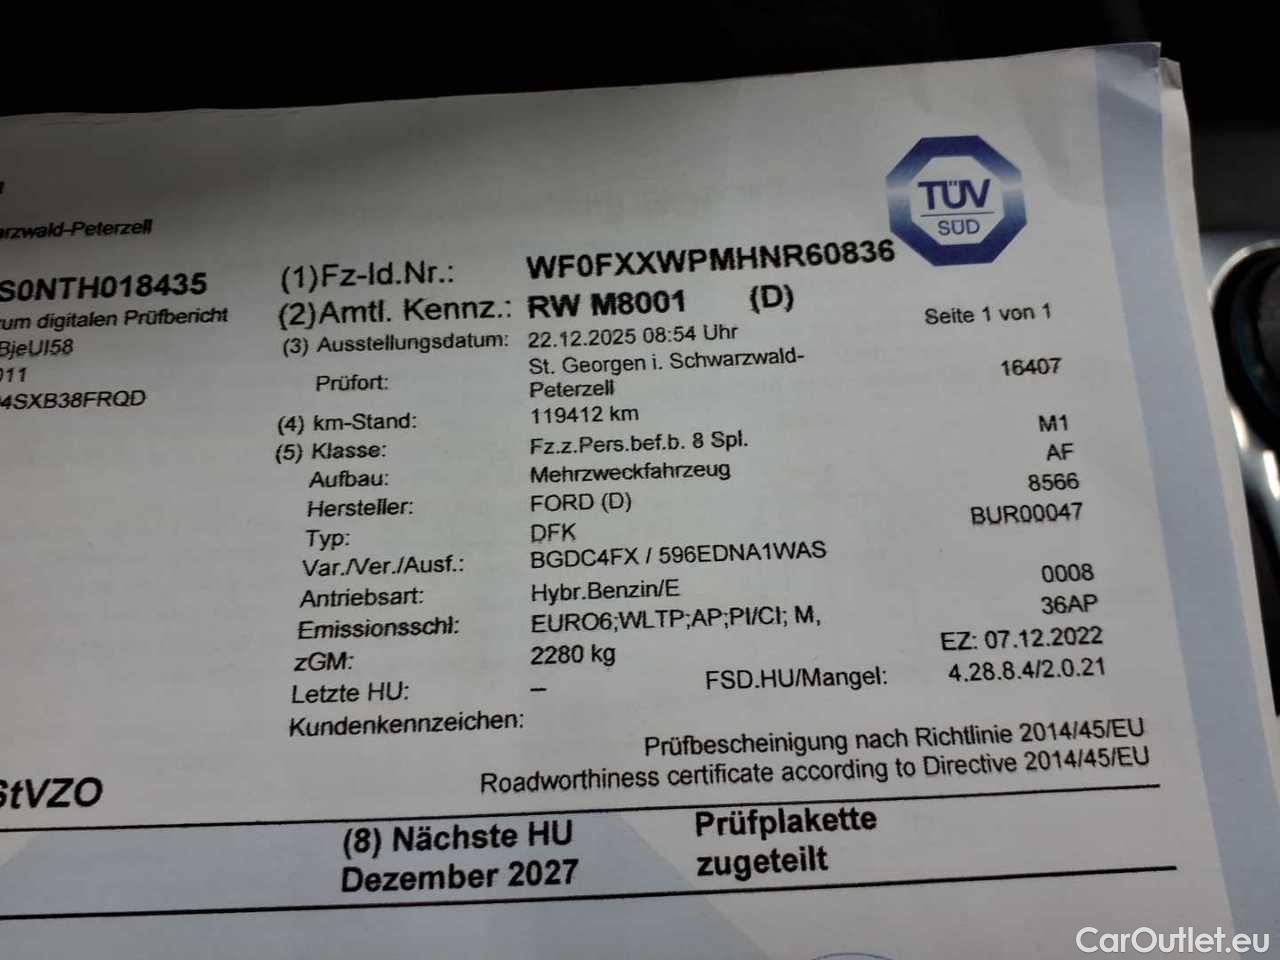 TÜV
SÜD
arzwald-Peterzell
S0NTH018435
um digitalen Prüfbericht
BjeUI58
011
4SXB38FRQD
(1)Fz-Id.Nr.: WF0FXXWPMHNR60836
(2)Amtl. Kennz.: RW M8001 (D)
(3) Ausstellungsdatum: 22.12.2025 08:54 Uhr Seite 1 von 1
Prüfort: St. Georgen i. Schwarzwald-
Peterzell 16407
(4) km-Stand: 119412 km
(5) Klasse: Fz.z.Pers.bef.b. 8 Spl. M1
Aufbau: Mehrzweckfahrzeug AF
Hersteller: FORD (D) 8566
Typ: DFK BUR00047
Var./Ver./Ausf.: BGDC4FX / 596EDNA1WAS
Antriebsart: Hybr.Benzin/E 0008
Emissionsschl: EURO6;WLTP;AP;PI/CI; M, 36AP
zGM: 2280 kg EZ: 07.12.2022
Letzte HU: – FSD.HU/Mangel: 4.28.8.4/2.0.21
Kundenkennzeichen:
Prüfbescheinigung nach Richtlinie 2014/45/EU
Roadworthiness certificate according to Directive 2014/45/EU
StVZO
(8) Nächste HU Prüfplakette
Dezember 2027 zugeteilt
CarOutlet.eu